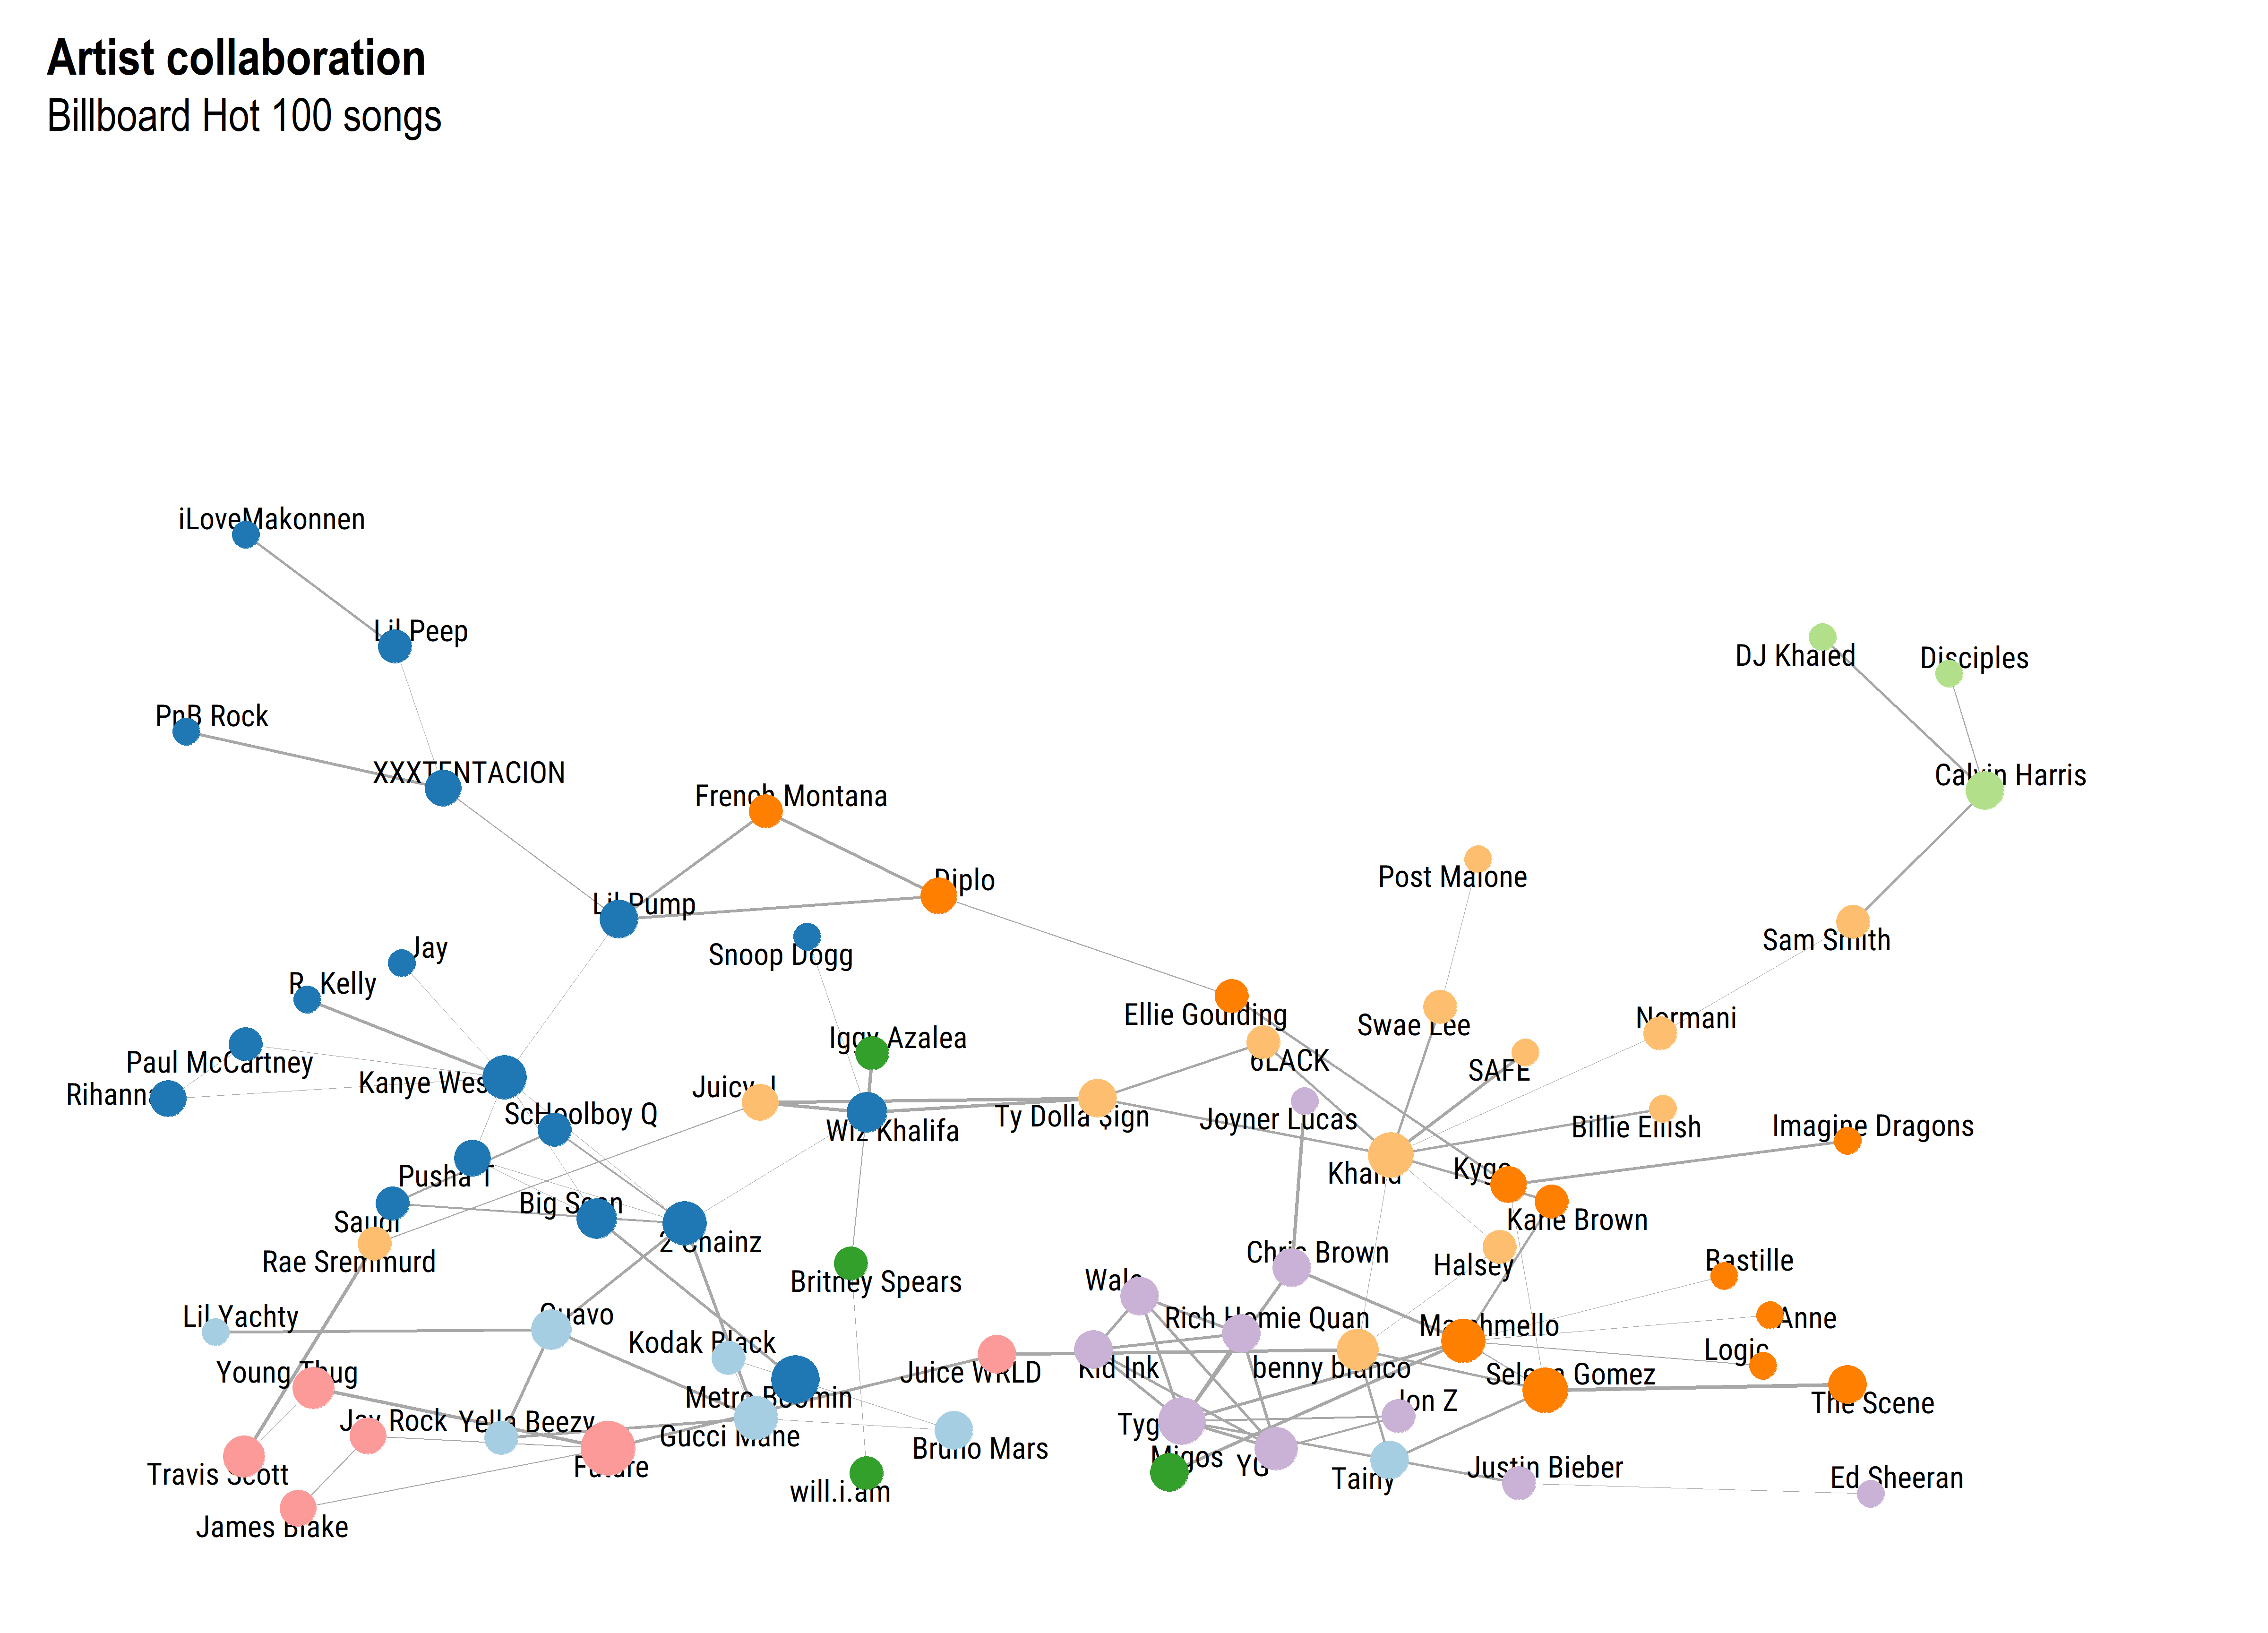 Artist collaboration
Billboard Hot 100 songs
iLoveMakonnen
Lil Peep
DJ Khaled
Disciples
PnB Rock
XXXTENTACION
Calvin Harris
French Montana
Diplo
Post Malone
Lil Pump
Sam Smith
Jay
Snoop Dogg
R. Kelly
Ellie Goulding
Swae Lee
Normani
Iggy Azalea
Paul McCartney
6LACK
SAFE
Kanye West
Rihanna
Juicy J
ScHoolboy Q
Wiz Khalifa
Ty Dolla $ign
Joyner Lucas
Billie Eilish
Imagine Dragons
Pusha T
Khalid
Kygo
Big Sean
Saudi
Kane Brown
2 Chainz
Rae Sremmurd
Chris Brown
Halsey
Bastille
Britney Spears
Wale
Lil Yachty
Quavo
Rich Homie Quan
Marshmello
Anne
Kodak Black
Logic
Young Thug
Juice WRLD
Kid Ink
benny blanco
Selena Gomez
Metro Boomin
Jon Z
The Scene
Jay Rock
Yella Beezy
Tyga
Gucci Mane
Bruno Mars
Migos
YG
Travis Scott
Future
Tainy
Justin Bieber
Ed Sheeran
will.i.am
James Blake